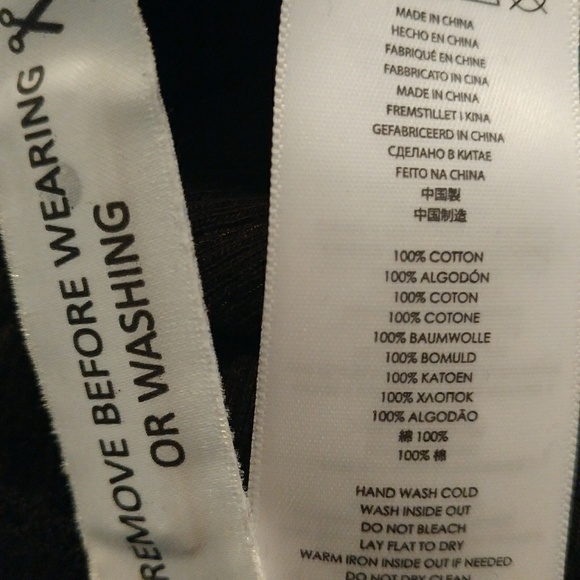 REMOVE BEFORE WEARING
OR WASHING
MADE IN CHINA
HECHO EN CHINA
FABRIQUÉ EN CHINE
FABBRICATO IN CINA
MADE IN CHINA
FREMSTILLET I KINA
GEFABRICEERD IN CHINA
СДЕЛАНО В КИТАЕ
FEITO NA CHINA
中国製
中国制造
100% COTTON
100% ALGODÓN
100% COTON
100% COTONE
100% BAUMWOLLE
100% BOMULD
100% KATOEN
100% ХЛОПОК
100% ALGODÃO
綿 100%
100% 棉
HAND WASH COLD
WASH INSIDE OUT
DO NOT BLEACH
LAY FLAT TO DRY
WARM IRON INSIDE OUT IF NEEDED
DO NOT DRY CLEAN